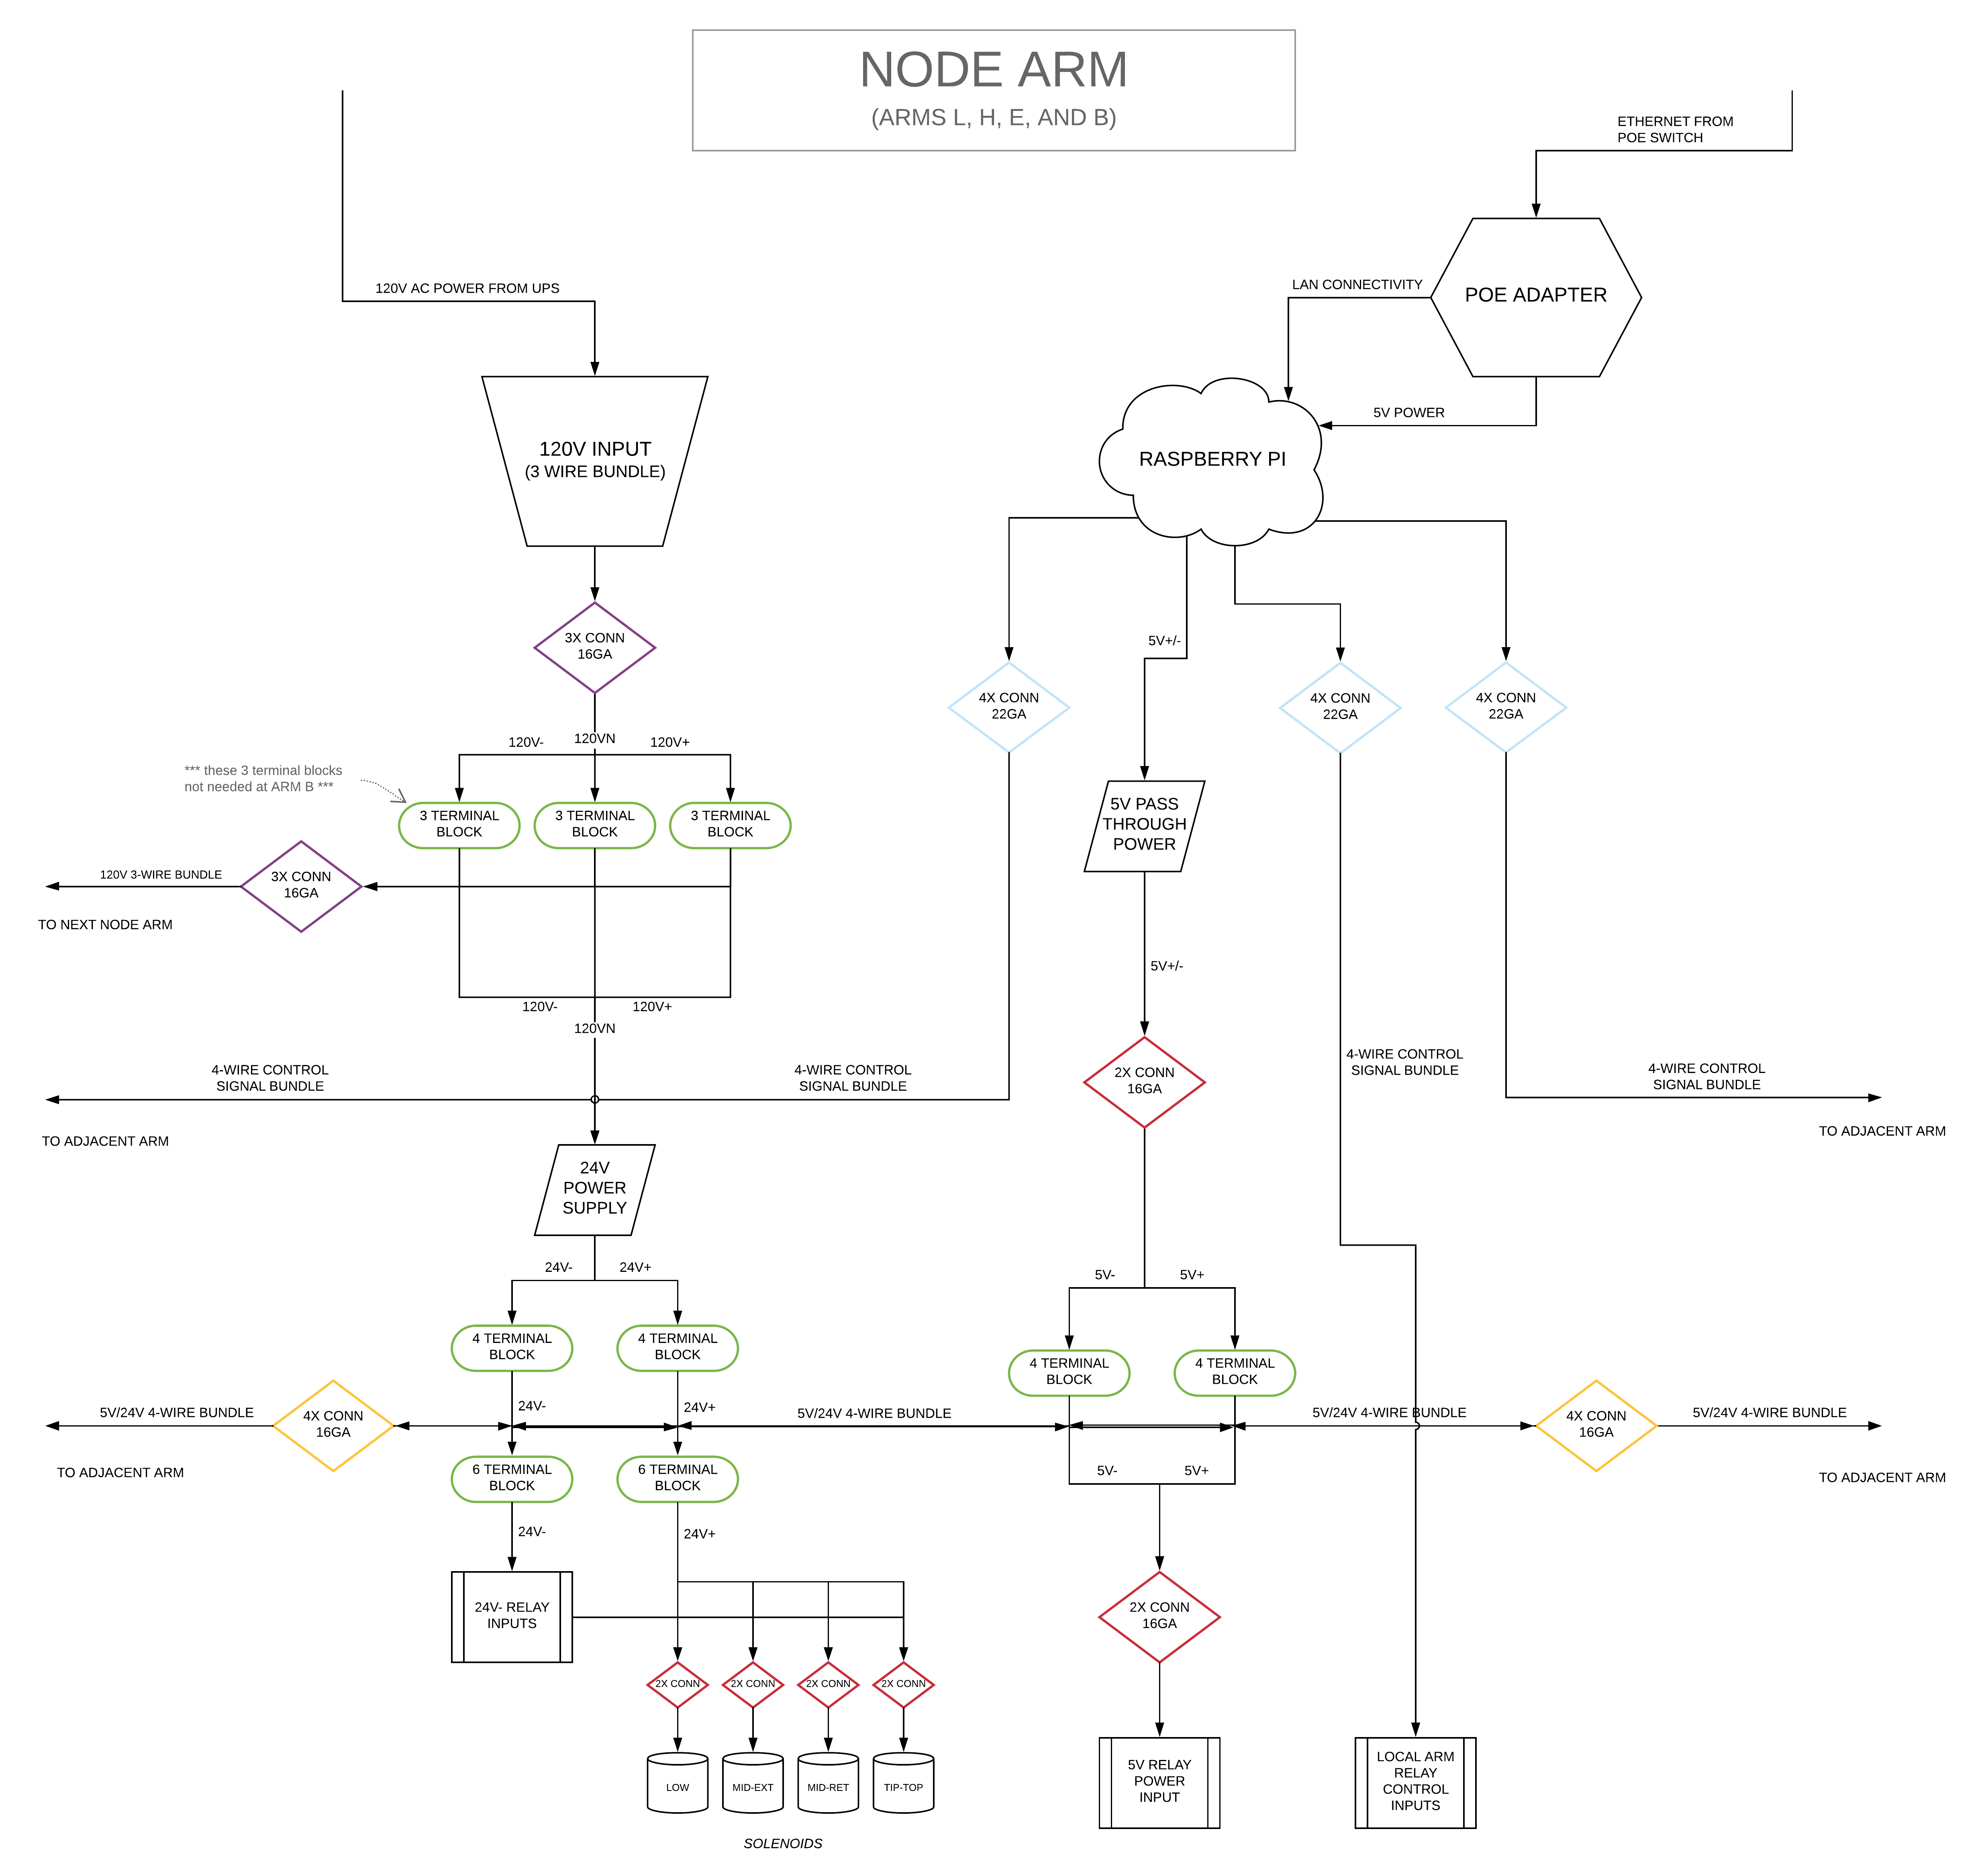 NODE ARM
(ARMS L, H, E, AND B)
ETHERNET FROM
POE SWITCH
120V AC POWER FROM UPS
LAN CONNECTIVITY
POE ADAPTER
5V POWER
120V INPUT
(3 WIRE BUNDLE)
RASPBERRY PI
3X CONN
16GA
5V+/-
4X CONN
22GA
4X CONN
22GA
4X CONN
22GA
120V-
120VN
120V+
*** these 3 terminal blocks
not needed at ARM B ***
3 TERMINAL
BLOCK
3 TERMINAL
BLOCK
3 TERMINAL
BLOCK
5V PASS
THROUGH
POWER
120V 3-WIRE BUNDLE
3X CONN
16GA
TO NEXT NODE ARM
5V+/-
120V-
120V+
120VN
4-WIRE CONTROL
SIGNAL BUNDLE
4-WIRE CONTROL
SIGNAL BUNDLE
2X CONN
16GA
4-WIRE CONTROL
SIGNAL BUNDLE
4-WIRE CONTROL
SIGNAL BUNDLE
TO ADJACENT ARM
TO ADJACENT ARM
24V
POWER
SUPPLY
24V-
24V+
5V-
5V+
4 TERMINAL
BLOCK
4 TERMINAL
BLOCK
4 TERMINAL
BLOCK
4 TERMINAL
BLOCK
5V/24V 4-WIRE BUNDLE
4X CONN
16GA
24V-
24V+
5V/24V 4-WIRE BUNDLE
5V/24V 4-WIRE BUNDLE
4X CONN
16GA
5V/24V 4-WIRE BUNDLE
TO ADJACENT ARM
6 TERMINAL
BLOCK
6 TERMINAL
BLOCK
5V-
5V+
TO ADJACENT ARM
24V-
24V+
24V- RELAY
INPUTS
2X CONN
16GA
2X CONN
2X CONN
2X CONN
2X CONN
LOW
MID-EXT
MID-RET
TIP-TOP
5V RELAY
POWER
INPUT
LOCAL ARM
RELAY
CONTROL
INPUTS
SOLENOIDS